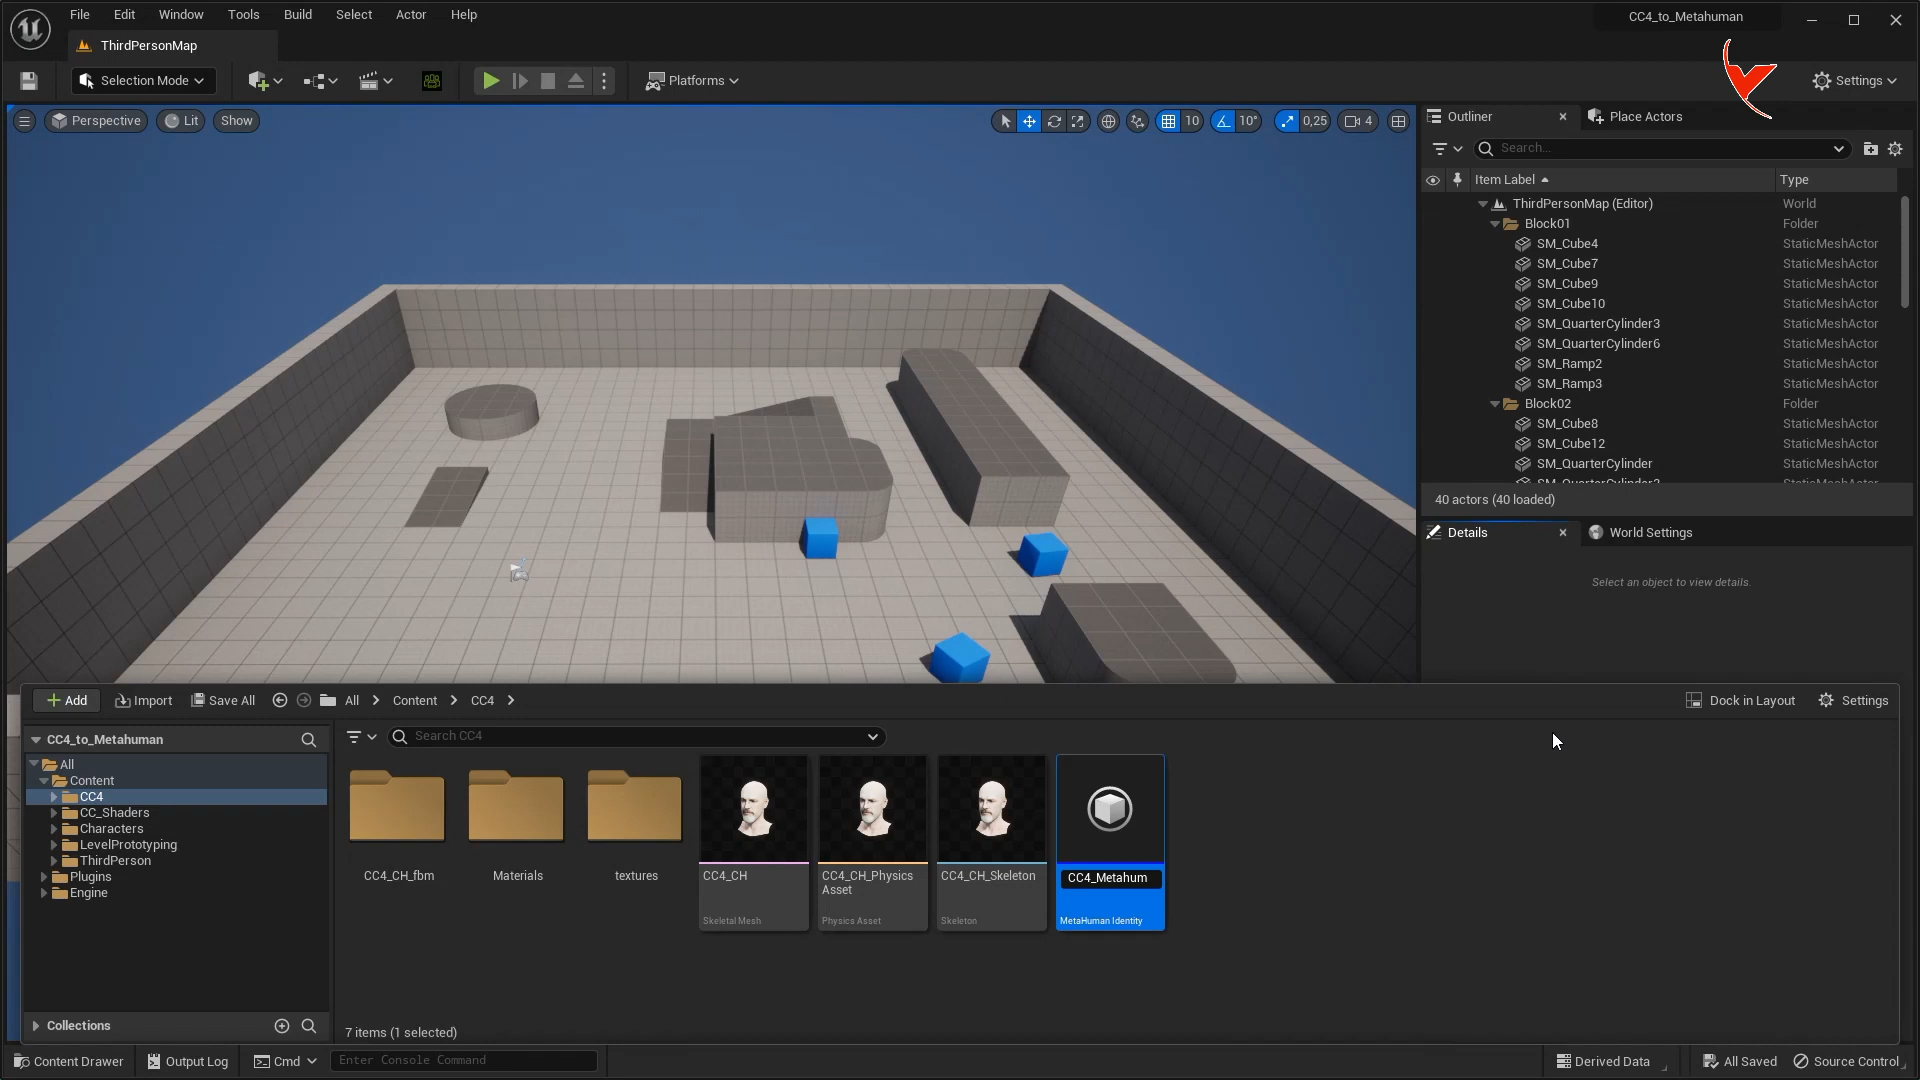 File Edit Window Tools Build Select Actor Help
CC4_to_Metahuman
ThirdPersonMap
Selection Mode
Platforms
Settings
Perspective Lit Show
10 10° 0,25 4
Outliner Place Actors
Search...
Item Label Type
ThirdPersonMap (Editor) World
Block01 Folder
SM_Cube4 StaticMeshActor
SM_Cube7 StaticMeshActor
SM_Cube9 StaticMeshActor
SM_Cube10 StaticMeshActor
SM_QuarterCylinder3 StaticMeshActor
SM_QuarterCylinder6 StaticMeshActor
SM_Ramp2 StaticMeshActor
SM_Ramp3 StaticMeshActor
Block02 Folder
SM_Cube8 StaticMeshActor
SM_Cube12 StaticMeshActor
SM_QuarterCylinder StaticMeshActor
40 actors (40 loaded)
Details World Settings
Select an object to view details.
Add Import Save All All Content CC4 Dock in Layout Settings
CC4_to_Metahuman
Search CC4
All
Content
CC4
CC_Shaders
Characters
LevelPrototyping
ThirdPerson
Plugins
Engine
CC4_CH_fbm
Materials
textures
CC4_CH
Skeletal Mesh
CC4_CH_Physics
Asset
Physics Asset
CC4_CH_Skeleton
Skeleton
CC4_Metahum
MetaHuman Identity
Collections
7 items (1 selected)
Content Drawer Output Log Cmd Enter Console Command Derived Data All Saved Source Control